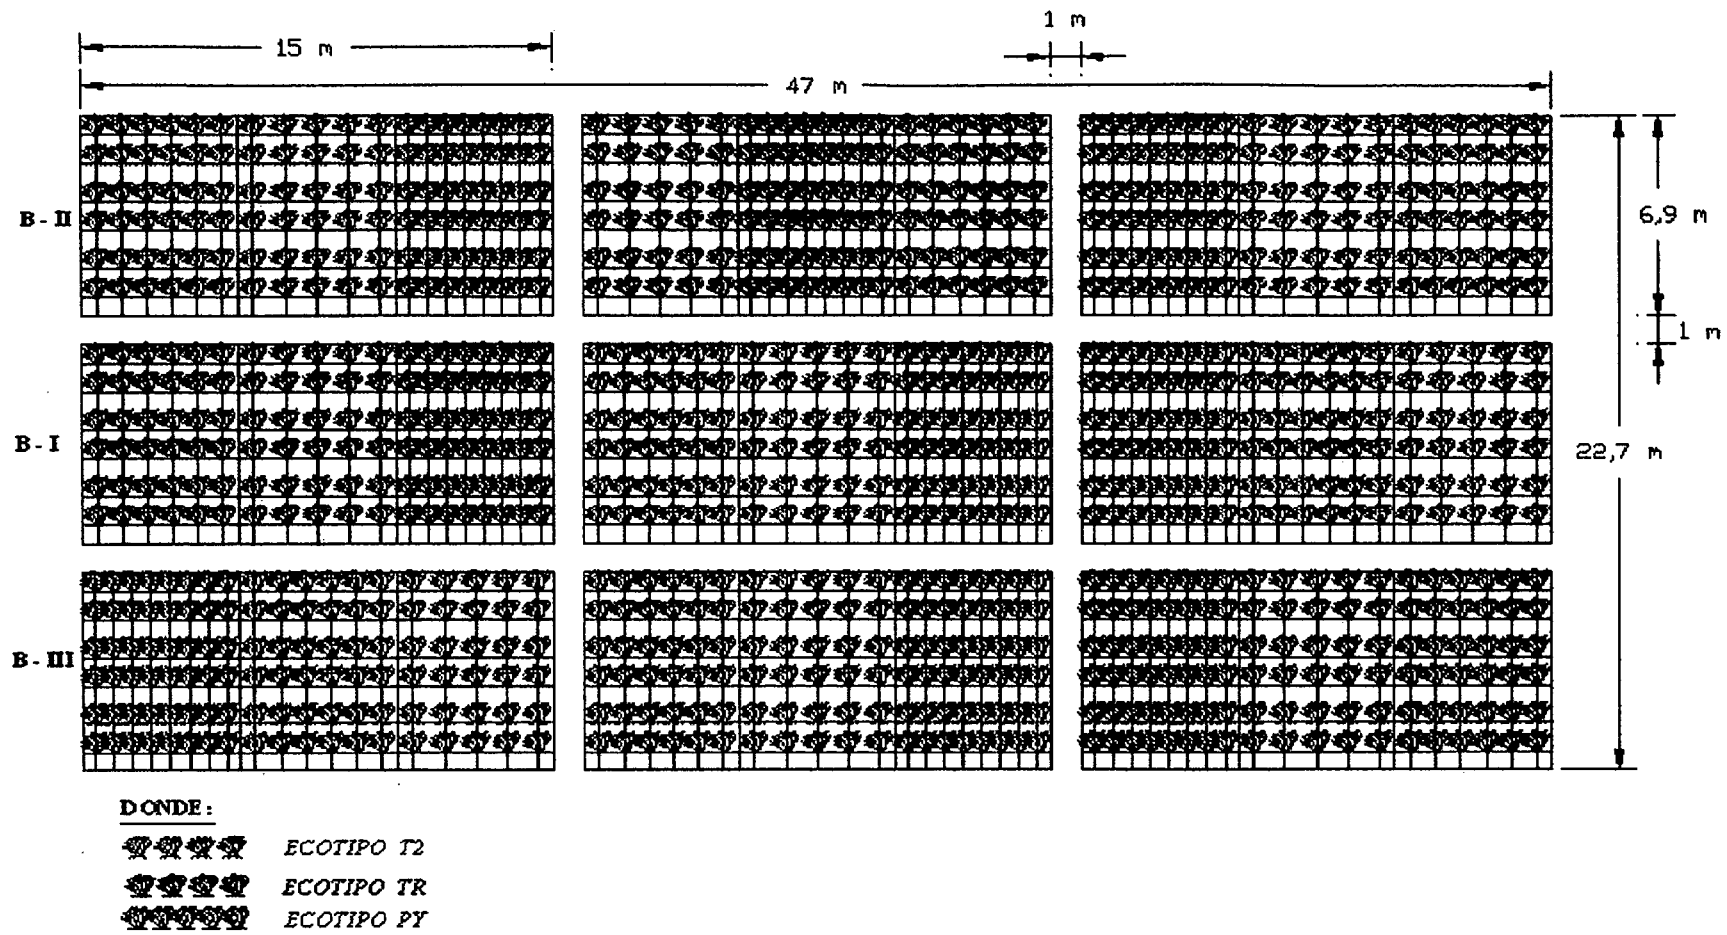 1 m
15 m
47 m
B - II
6,9 m
1 m
B - I
22,7 m
B - III
DONDE:
ECOTIPO T2
ECOTIPO TR
ECOTIPO PY